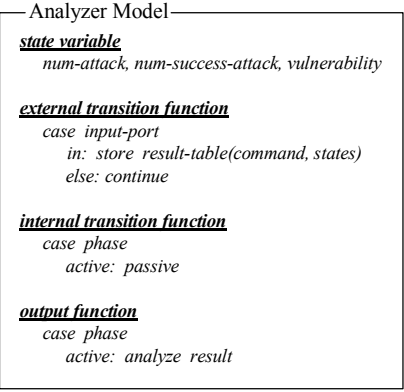 Analyzer Model
state variable
num-attack, num-success-attack, vulnerability
external transition function
case input-port
in: store result-table(command, states)
else: continue
internal transition function
case phase
active: passive
output function
case phase
active: analyze result